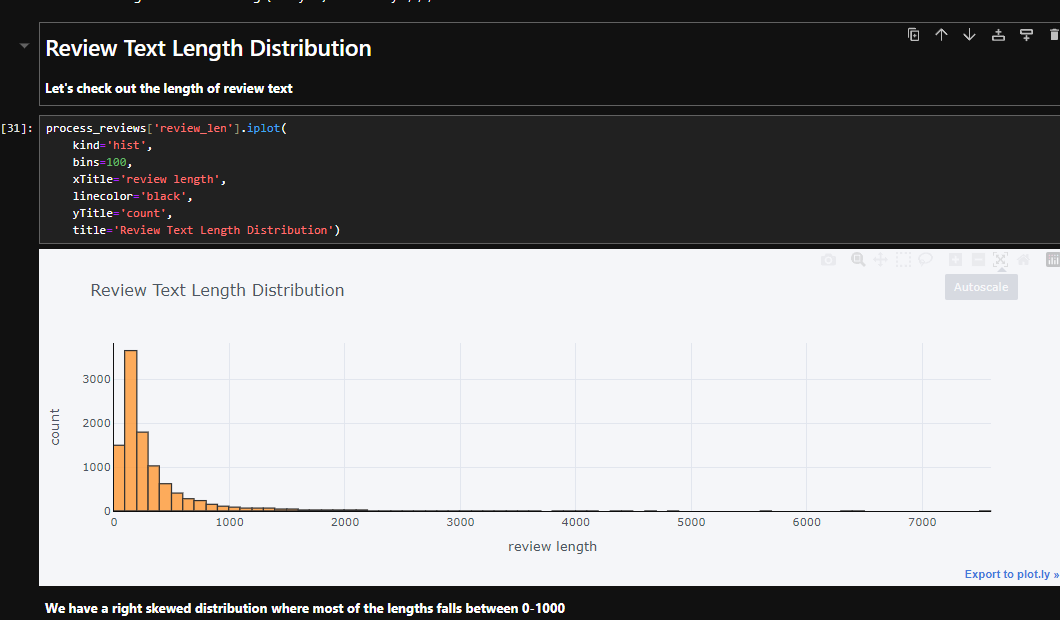 Review Text Length Distribution
Let's check out the length of review text
[31]:
process_reviews['review_len'].iplot(
kind='hist',
bins=100,
xTitle='review length',
linecolor='black',
yTitle='count',
title='Review Text Length Distribution')
Review Text Length Distribution
Autoscale
count
3000
2000
1000
0
0 1000 2000 3000 4000 5000 6000 7000
review length
Export to plot.ly »
We have a right skewed distribution where most of the lengths falls between 0-1000